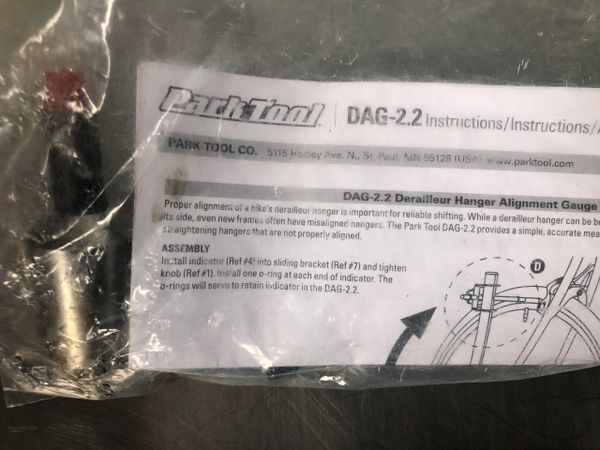 Park Tool
DAG-2.2 Instructions/Instructions/
PARK TOOL CO. 5115 Hadley Ave. N., St. Paul, MN 55128 (USA) www.parktool.com
DAG-2.2 Derailleur Hanger Alignment Gauge
Proper alignment of a bike's derailleur hanger is important for reliable shifting. While a derailleur hanger can be be
its side, even new frames often have misaligned hangers. The Park Tool DAG-2.2 provides a simple, accurate mea
straightening hangers that are not properly aligned.
ASSEMBLY
Install indicator (Ref #4) into sliding bracket (Ref #7) and tighten
knob (Ref #1). Install one o-ring at each end of indicator. The
o-rings will serve to retain indicator in the DAG-2.2.
D